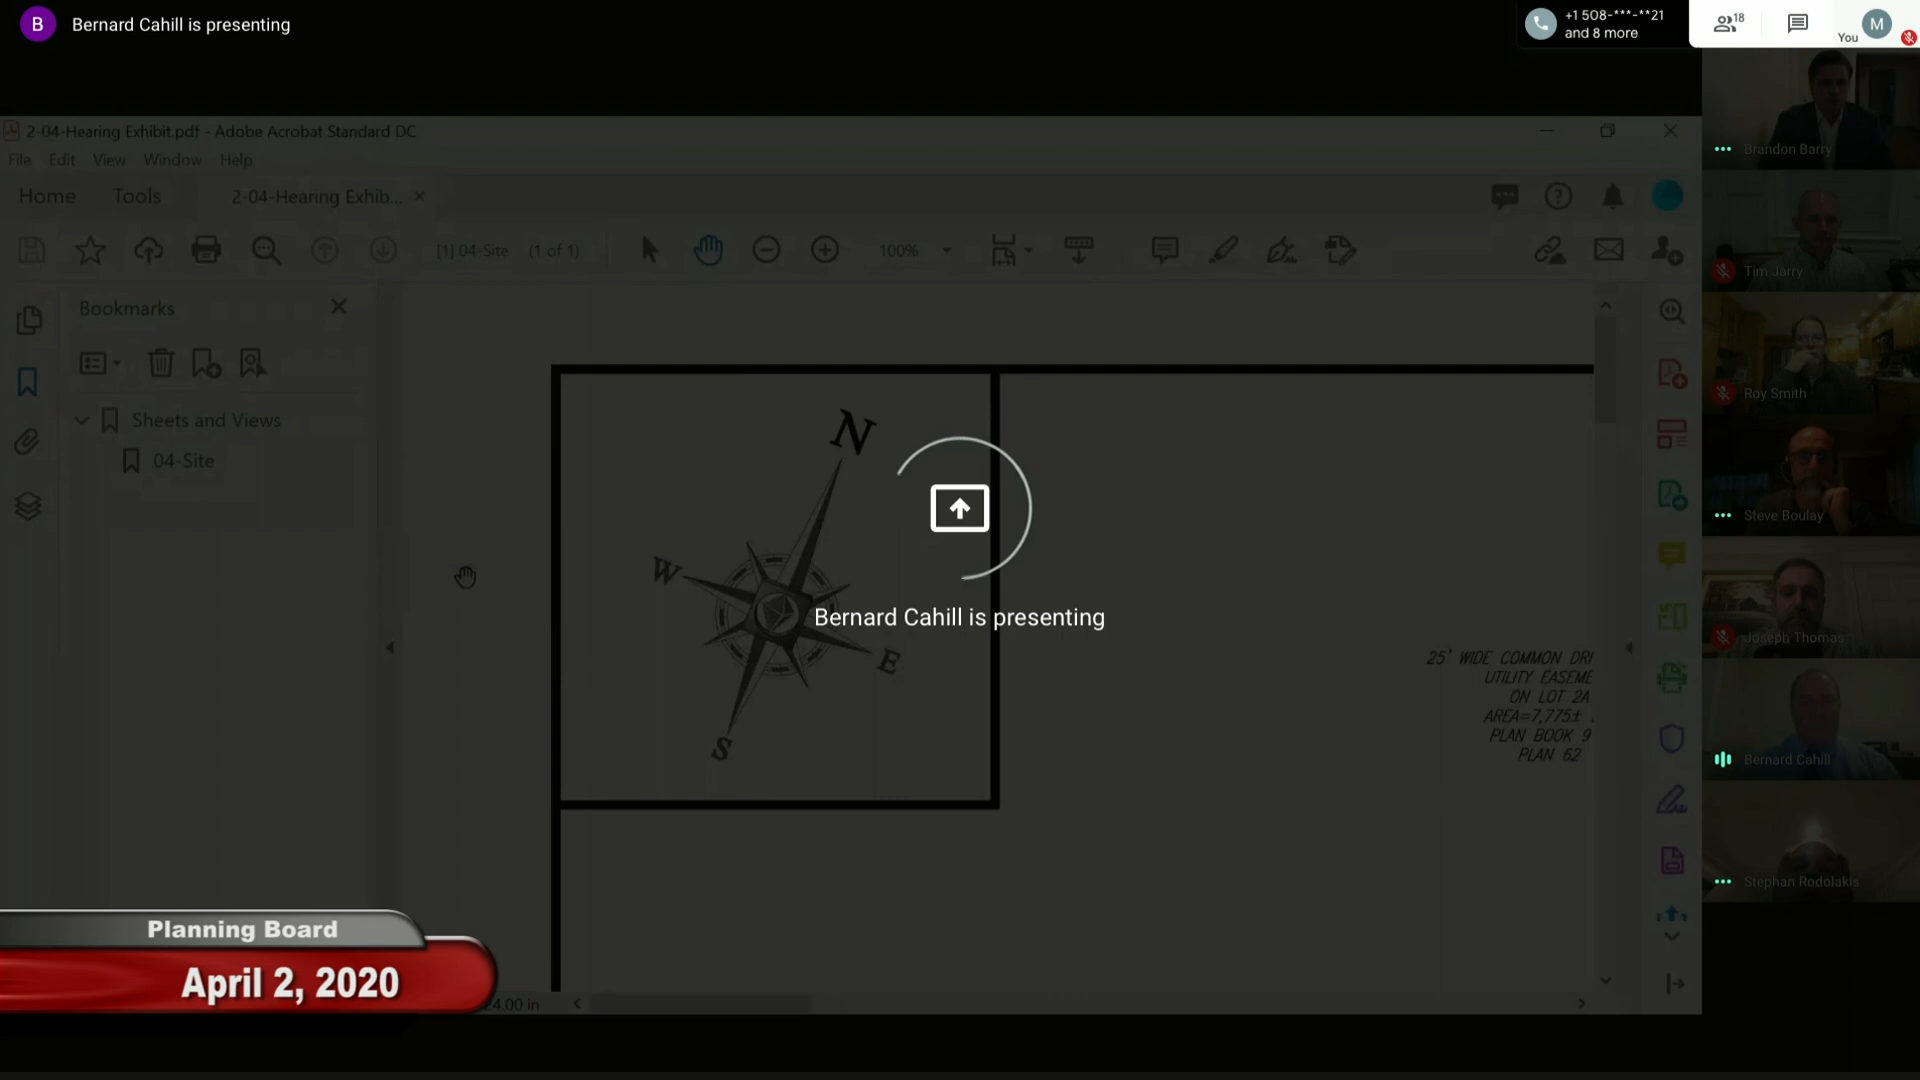 B
Bernard Cahill is presenting
+1 508-***-**21
and 8 more
18
You
M
2-04-Hearing Exhibit.pdf - Adobe Acrobat Standard DC
File Edit View Window Help
Home Tools 2-04-Hearing Exhib...
[1] 04-Site (1 of 1)
100%
Bookmarks
Sheets and Views
04-Site
N
W
E
S
Bernard Cahill is presenting
25' WIDE COMMON DRI
UTILITY EASEME
ON LOT 2A
AREA=7,775±
PLAN BOOK 9
PLAN 62
24.00 in
Brandon Barry
Tim Jarry
Roy Smith
Steve Boulay
Joseph Thomas
Bernard Cahill
Stephan Rodolakis
Planning Board
April 2, 2020